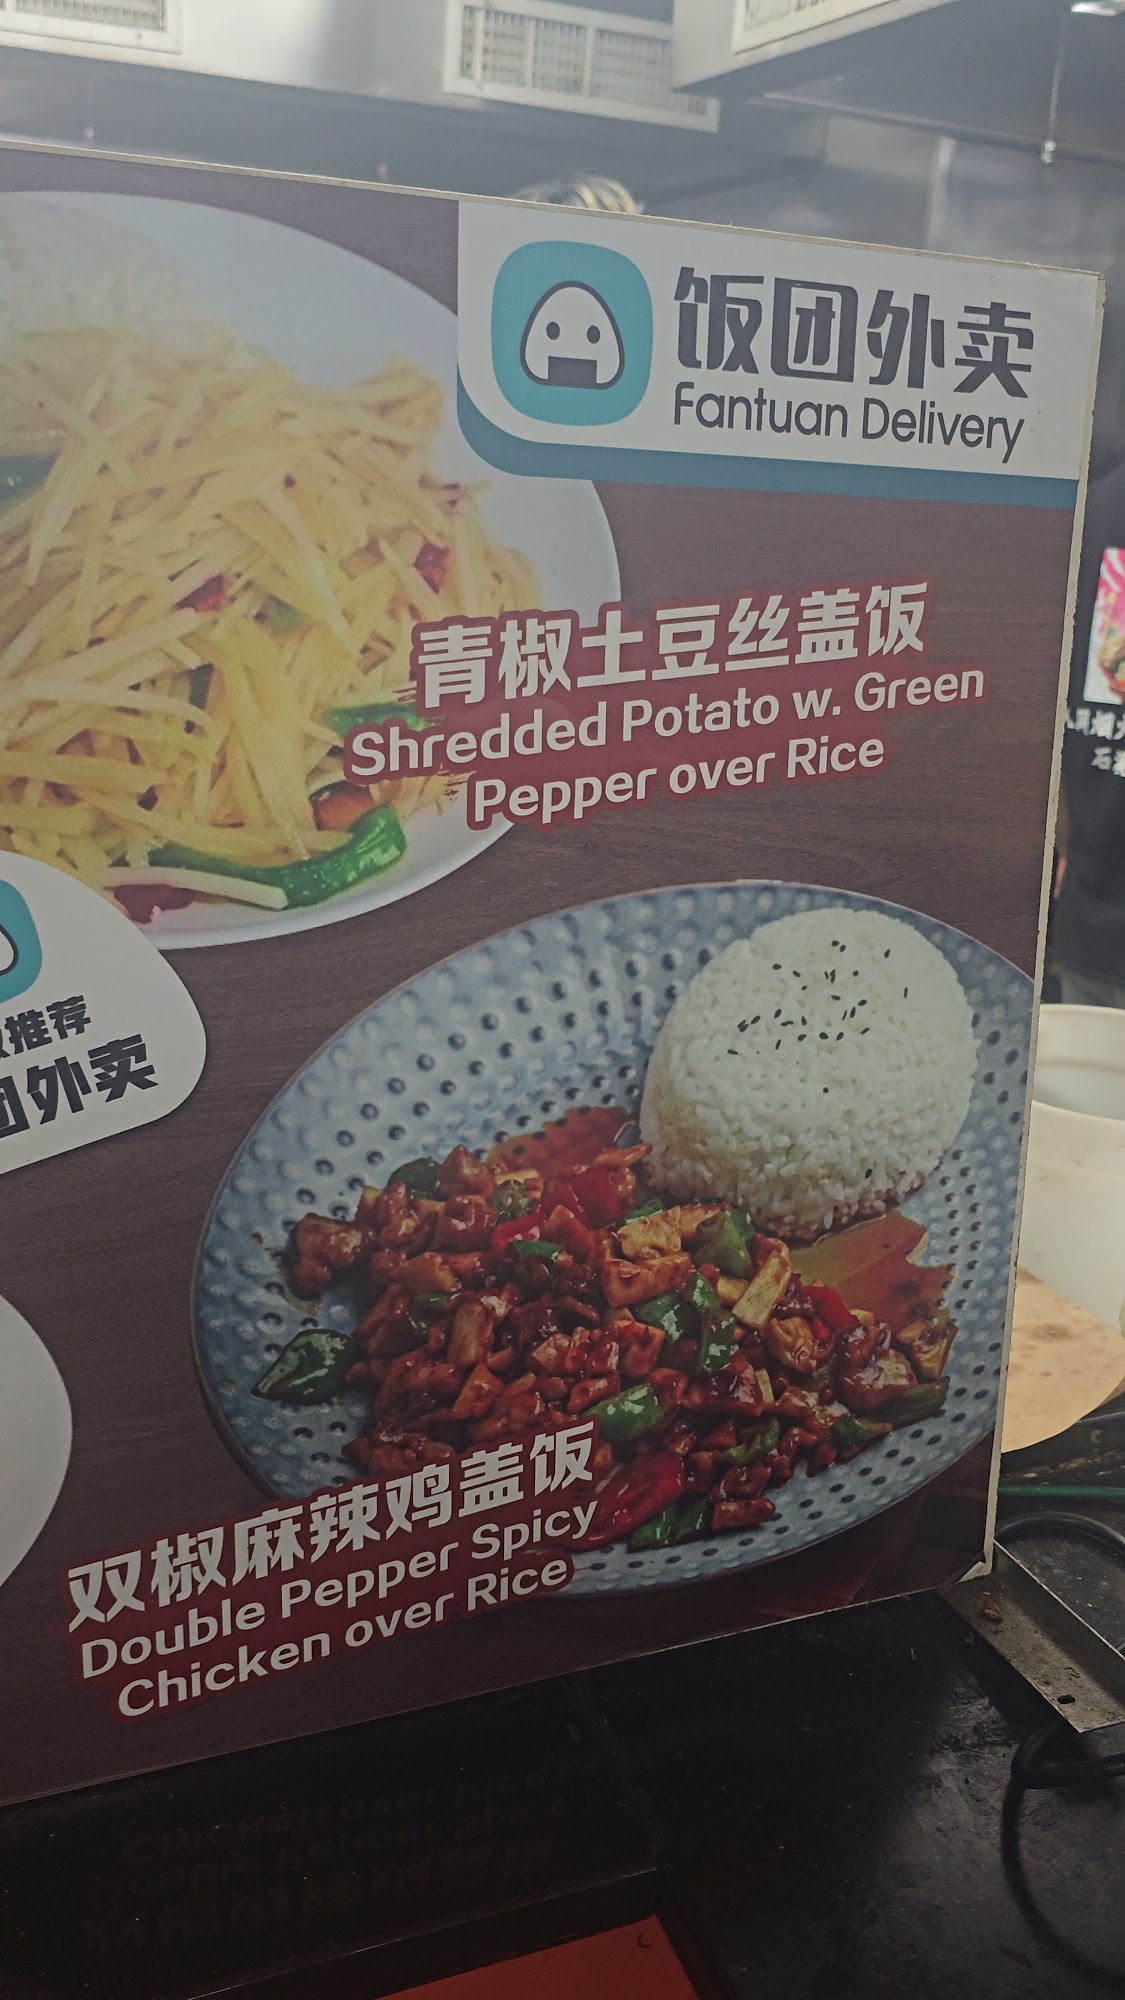 饭团外卖
Fantuan Delivery
青椒土豆丝盖饭
Shredded Potato w. Green
Pepper over Rice
推荐
外卖
双椒麻辣鸡盖饭
Double Pepper Spicy
Chicken over Rice